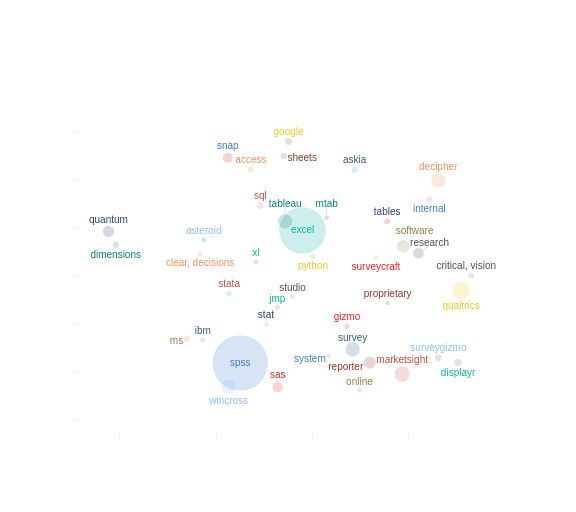 google
snap
access
sheets
askia
decipher
sql
tableau
mtab
tables
internal
quantum
asteroid
excel
software
research
dimensions
xl
clear, decisions
python
surveycraft
critical, vision
stata
studio
jmp
proprietary
qualtrics
stat
gizmo
ibm
ms
survey
surveygizmo
spss
system
reporter
marketsight
sas
online
displayr
wincross